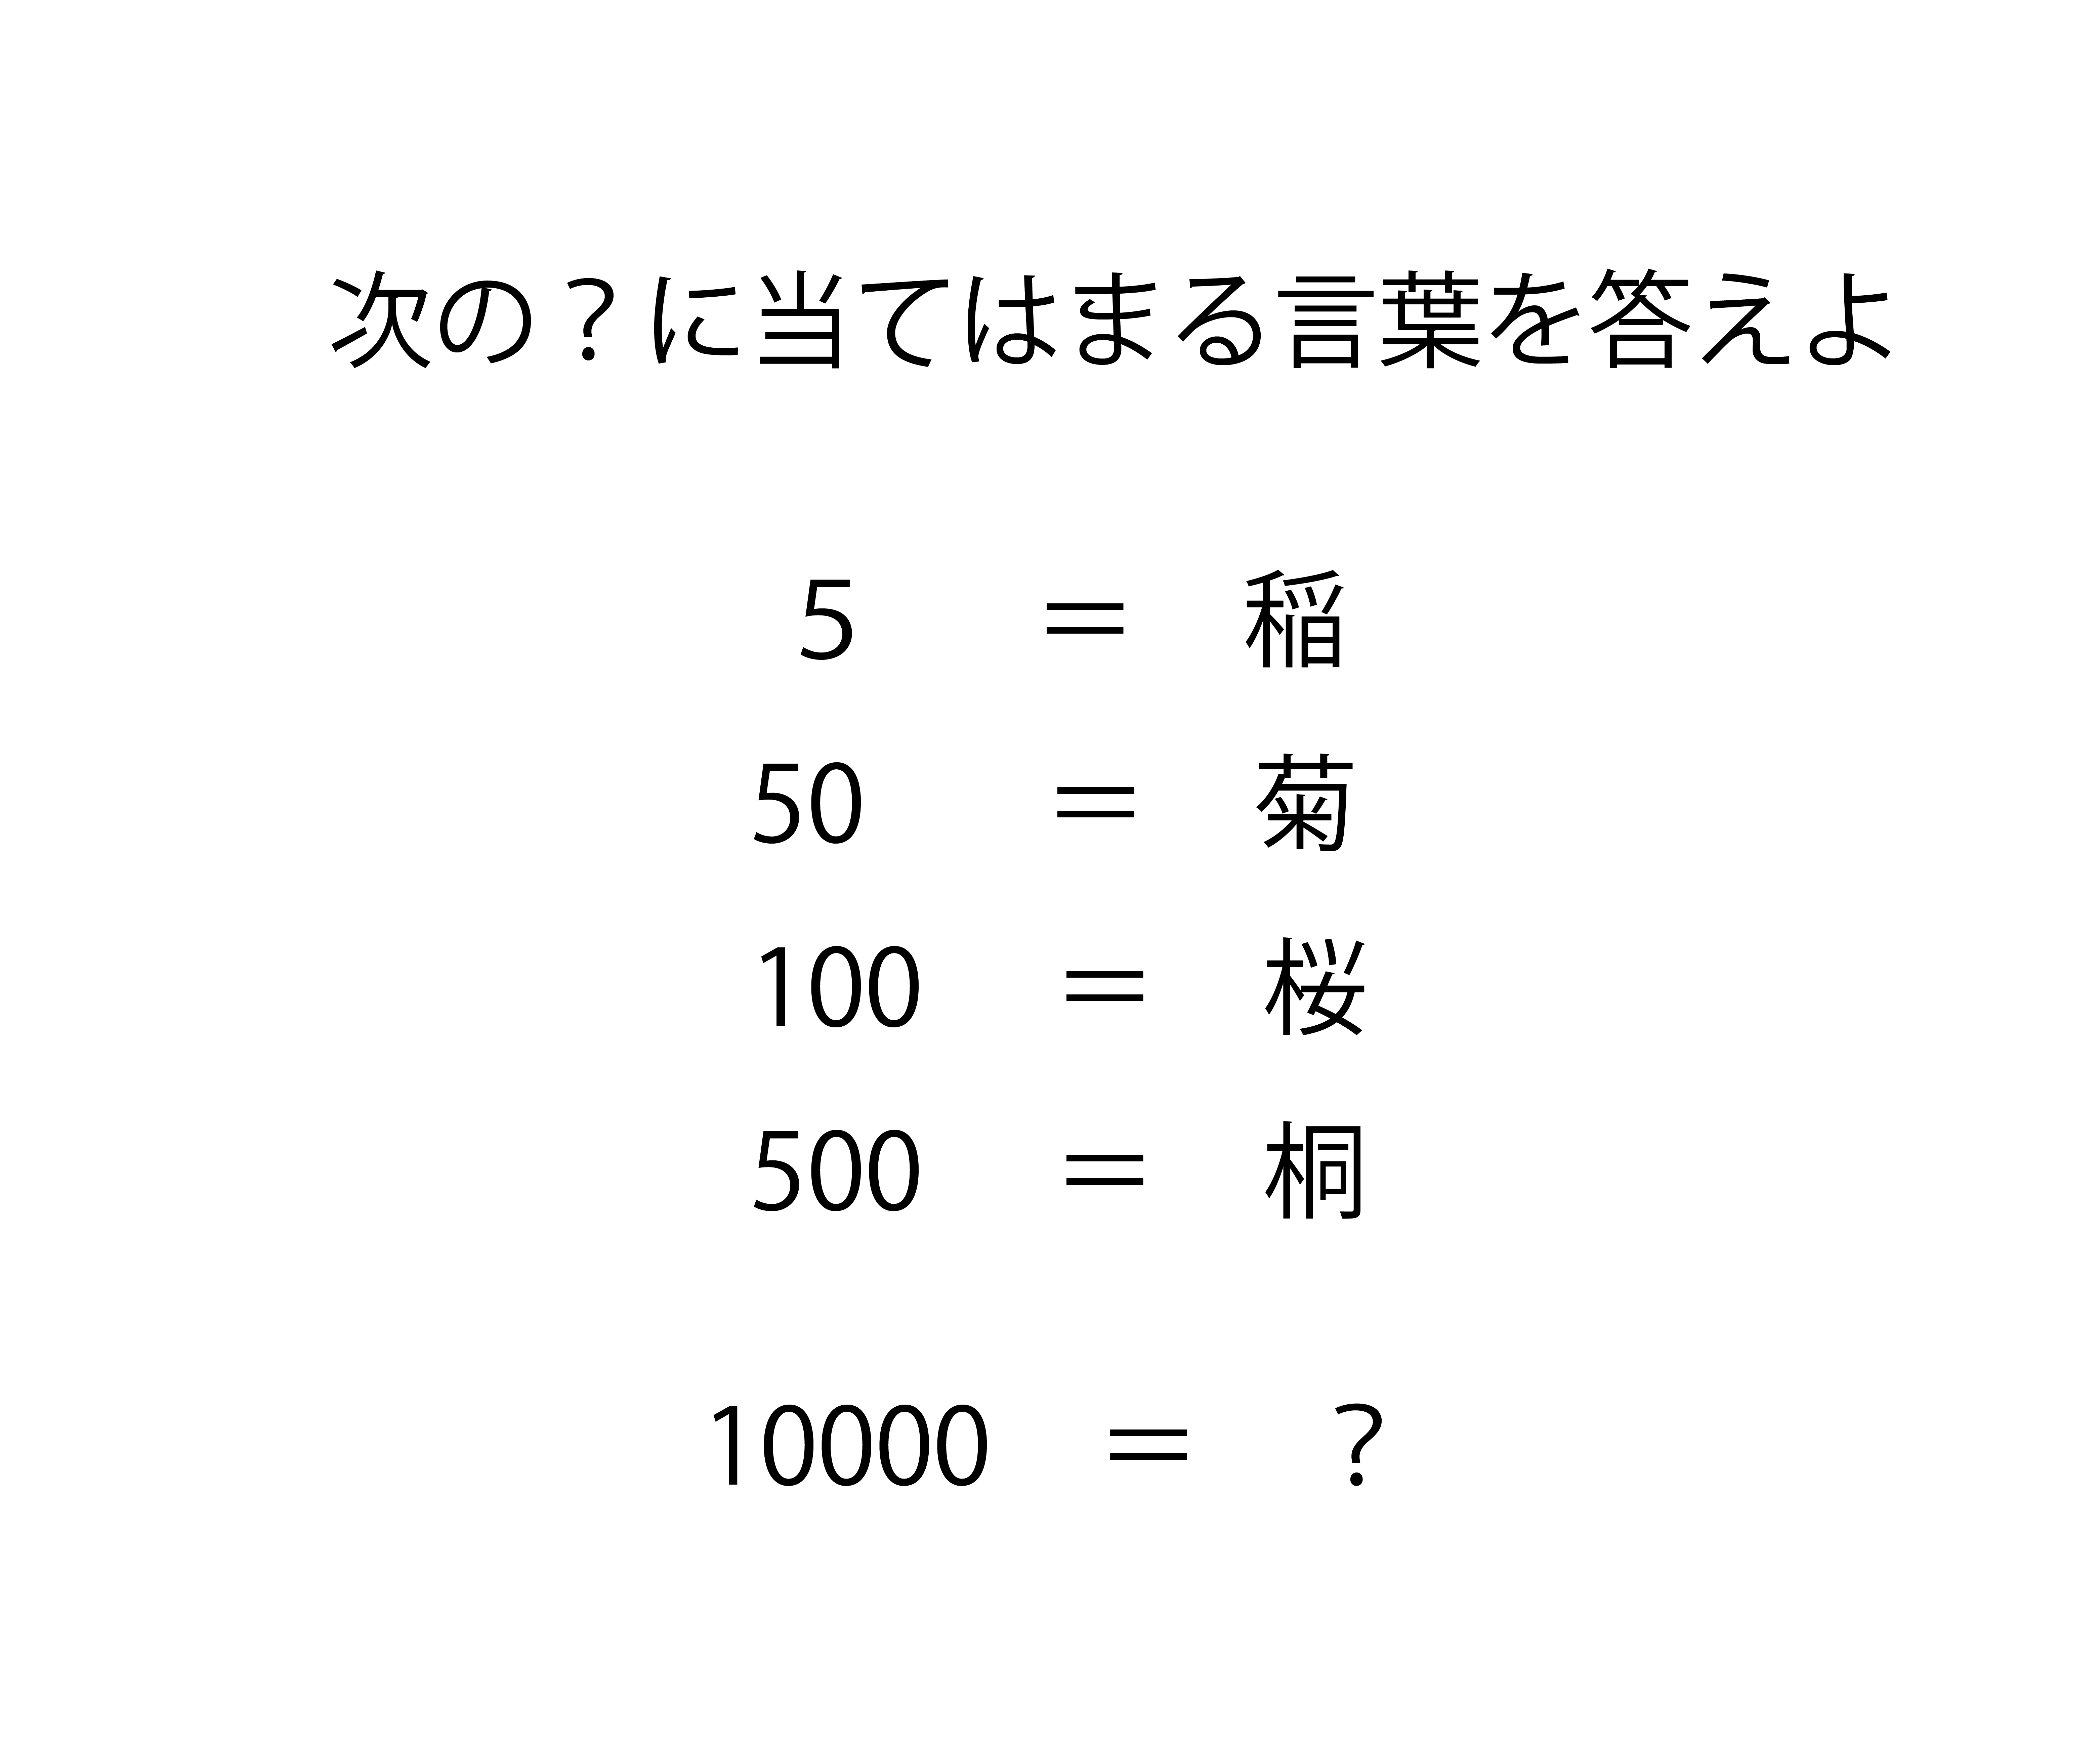 次の?に当てはまる言葉を答えよ
5 = 稲
50 = 菊
100 = 桜
500 = 桐
10000 = ?